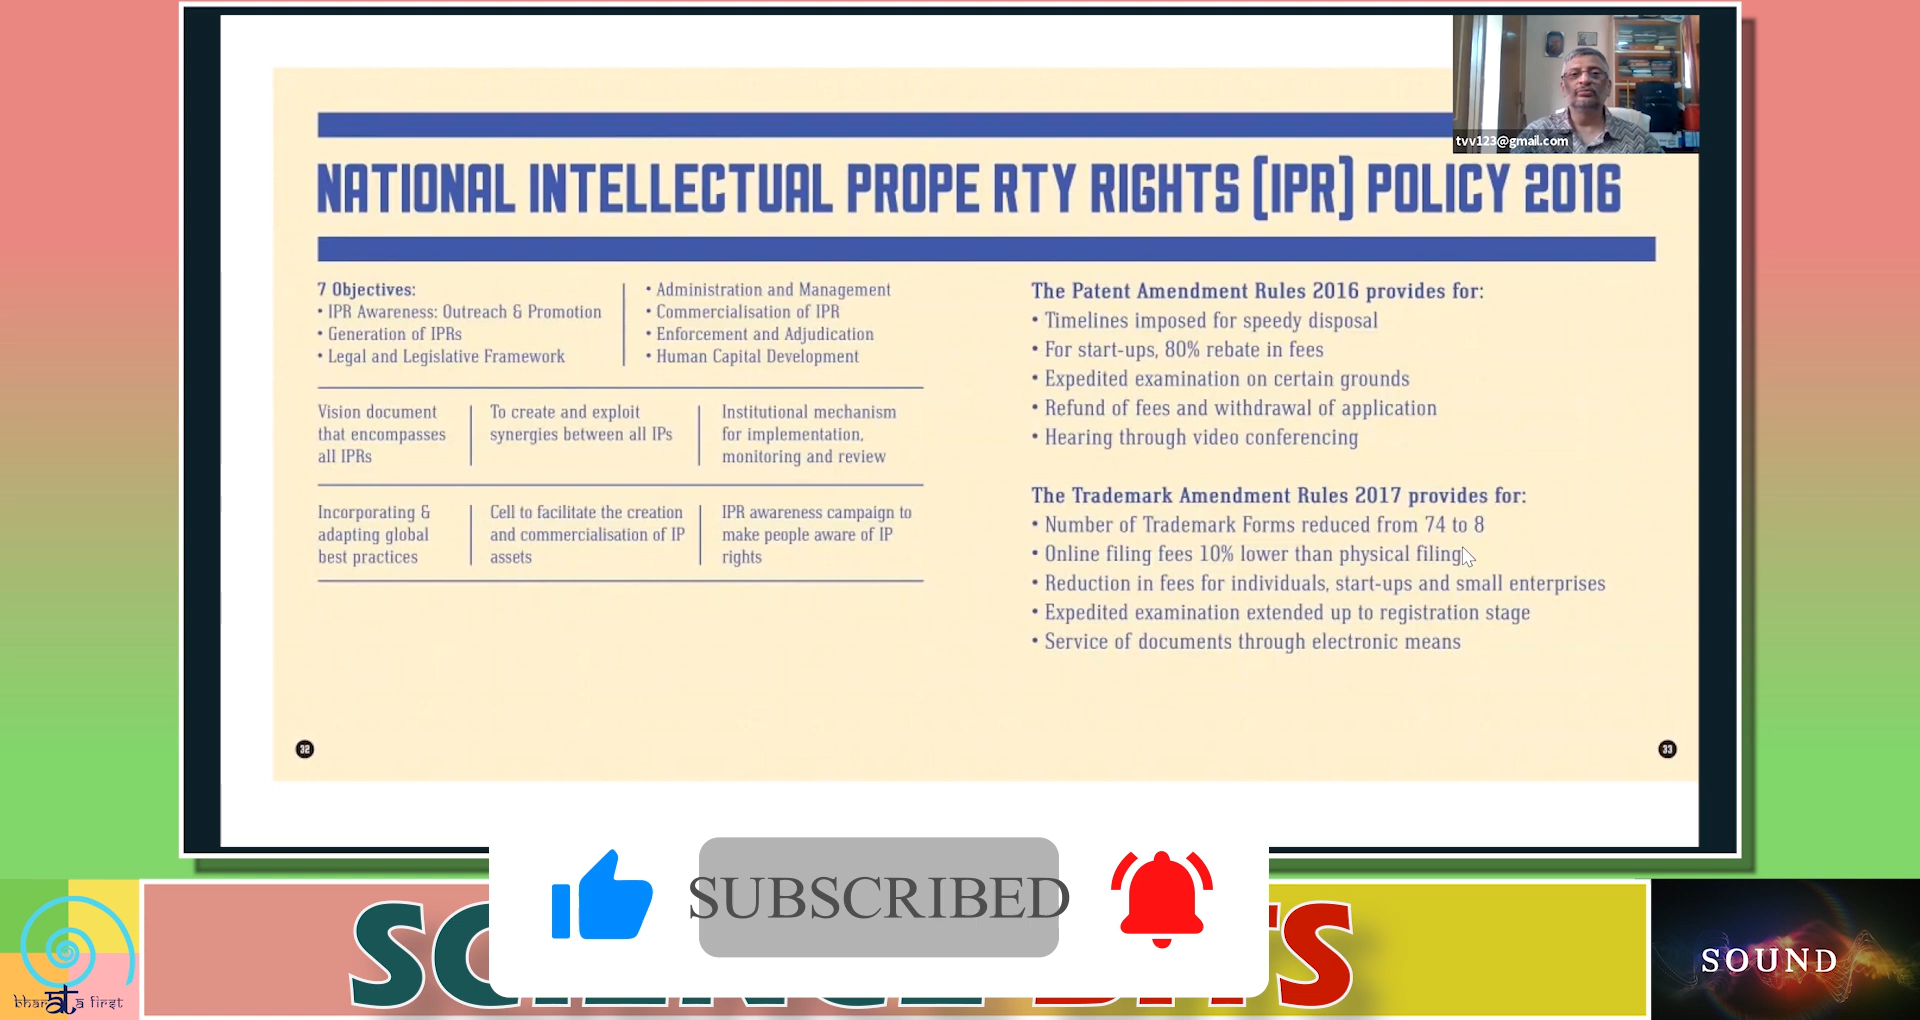 tvv123@gmail.com
NATIONAL INTELLECTUAL PROPE RTY RIGHTS (IPR) POLICY 2016
7 Objectives:
• IPR Awareness: Outreach & Promotion
• Generation of IPRs
• Legal and Legislative Framework
• Administration and Management
• Commercialisation of IPR
• Enforcement and Adjudication
• Human Capital Development
Vision document
that encompasses
all IPRs
To create and exploit
synergies between all IPs
Institutional mechanism
for implementation,
monitoring and review
Incorporating &
adapting global
best practices
Cell to facilitate the creation
and commercialisation of IP
assets
IPR awareness campaign to
make people aware of IP
rights
The Patent Amendment Rules 2016 provides for:
• Timelines imposed for speedy disposal
• For start-ups, 80% rebate in fees
• Expedited examination on certain grounds
• Refund of fees and withdrawal of application
• Hearing through video conferencing
The Trademark Amendment Rules 2017 provides for:
• Number of Trademark Forms reduced from 74 to 8
• Online filing fees 10% lower than physical filing
• Reduction in fees for individuals, start-ups and small enterprises
• Expedited examination extended up to registration stage
• Service of documents through electronic means
32
33
SUBSCRIBED
SOUND